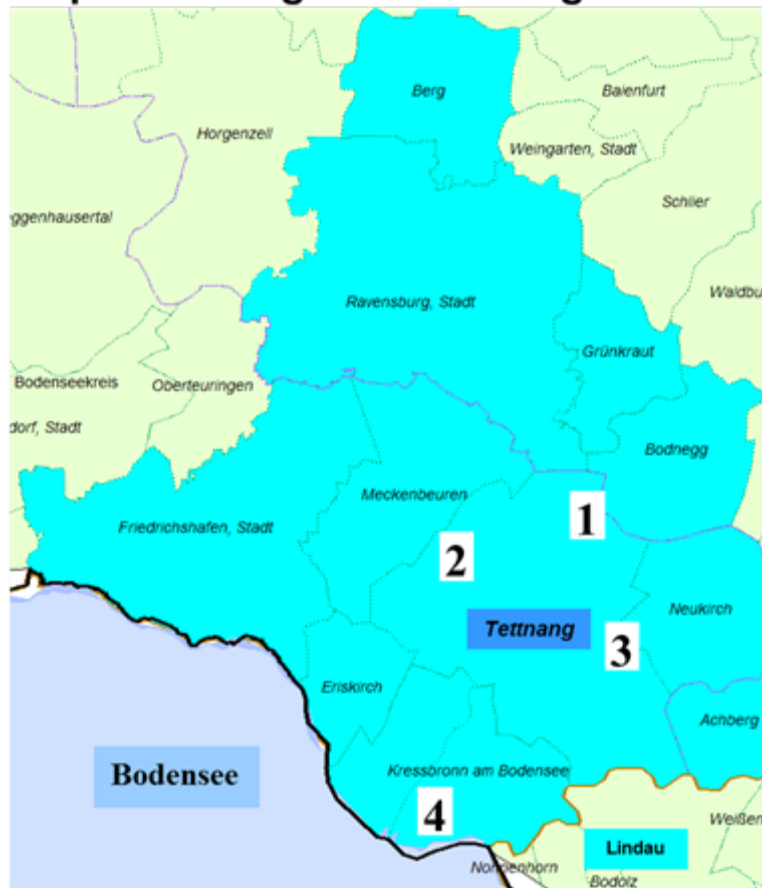 Berg
Baienfurt
Horgenzell
Weingarten, Stadt
Schlier
ggenhausertal
Waldbu
Ravensburg, Stadt
Grünkraut
Bodenseekreis
Oberteuringen
dorf, Stadt
Bodnegg
Meckenbeuren
Friedrichshafen, Stadt
1
2
Neukirch
Tettnang
3
Eriskirch
Achberg
Bodensee
Kressbronn am Bodensee
4
Weißen
Lindau
Nonnenhorn
Bodolz